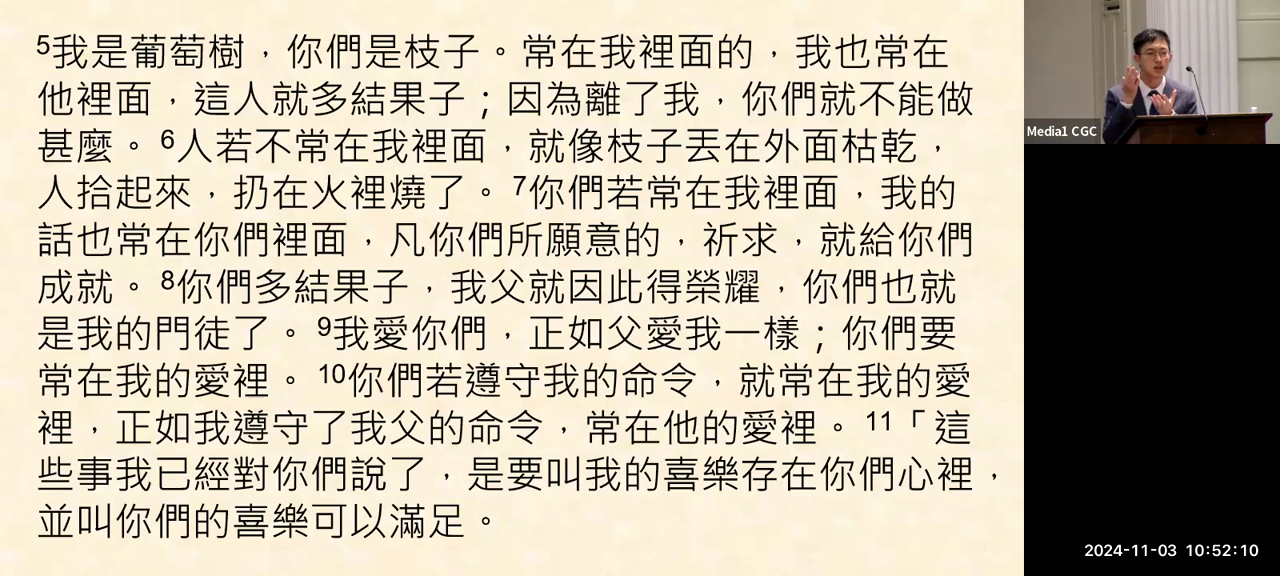 5我是葡萄樹，你們是枝子。常在我裡面的，我也常在
他裡面，這人就多結果子；因為離了我，你們就不能做
甚麼。6人若不常在我裡面，就像枝子丟在外面枯乾，
人拾起來，扔在火裡燒了。7你們若常在我裡面，我的
話也常在你們裡面，凡你們所願意的，祈求，就給你們
成就。8你們多結果子，我父就因此得榮耀，你們也就
是我的門徒了。9我愛你們，正如父愛我一樣；你們要
常在我的愛裡。10你們若遵守我的命令，就常在我的愛
裡，正如我遵守了我父的命令，常在他的愛裡。11「這
些事我已經對你們說了，是要叫我的喜樂存在你們心裡，
並叫你們的喜樂可以滿足。
Media1 CGC
2024-11-03 10:52:10